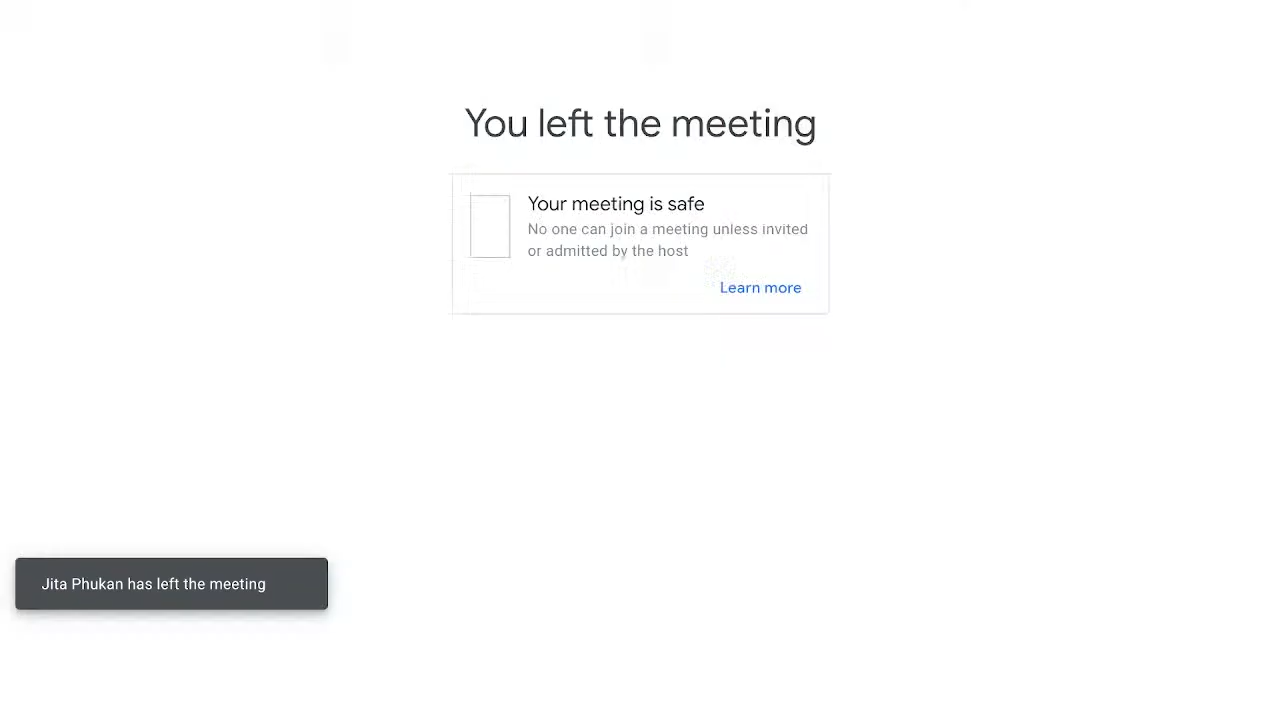 You left the meeting
Your meeting is safe
No one can join a meeting unless invited
or admitted by the host
Learn more
Jita Phukan has left the meeting